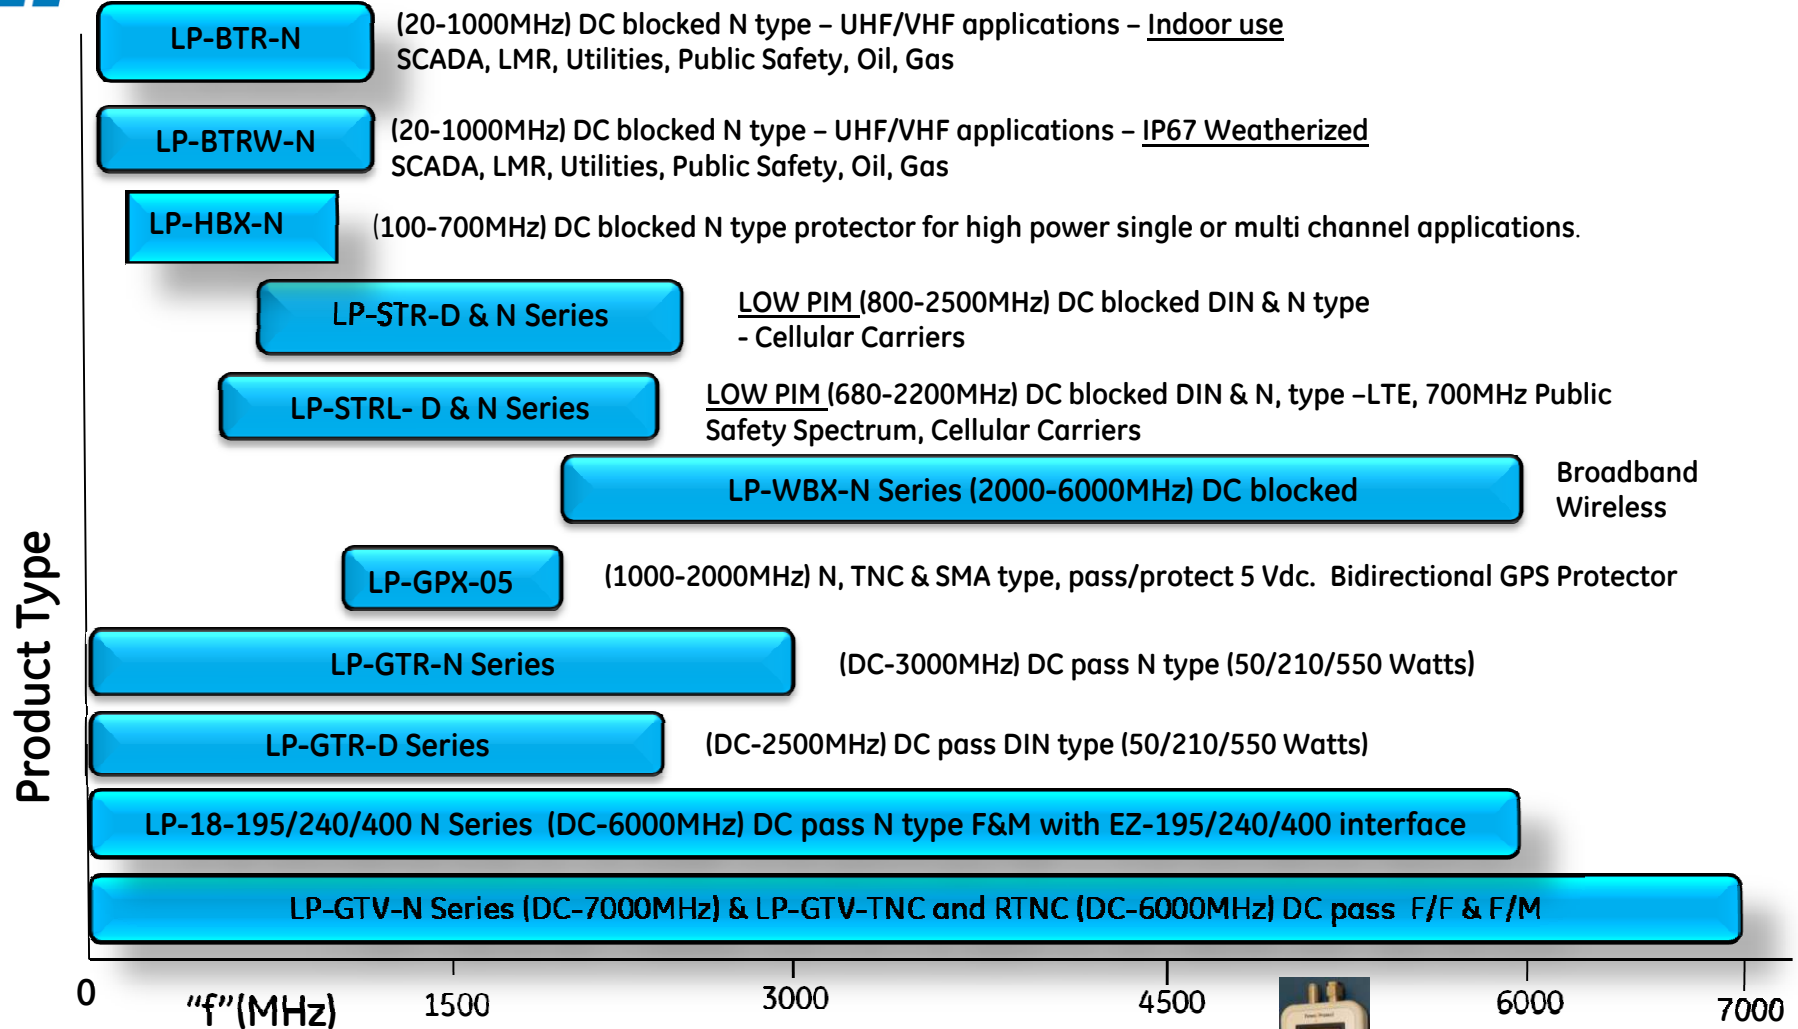 LP-BTR-N
(20-1000MHz) DC blocked N type – UHF/VHF applications – Indoor use
SCADA, LMR, Utilities, Public Safety, Oil, Gas
LP-BTRW-N
(20-1000MHz) DC blocked N type – UHF/VHF applications – IP67 Weatherized
SCADA, LMR, Utilities, Public Safety, Oil, Gas
LP-HBX-N
(100-700MHz) DC blocked N type protector for high power single or multi channel applications.
LP-STR-D & N Series
LOW PIM (800-2500MHz) DC blocked DIN & N type
- Cellular Carriers
LP-STRL- D & N Series
LOW PIM (680-2200MHz) DC blocked DIN & N, type –LTE, 700MHz Public
Safety Spectrum, Cellular Carriers
LP-WBX-N Series (2000-6000MHz) DC blocked
Broadband
Wireless
LP-GPX-05
(1000-2000MHz) N, TNC & SMA type, pass/protect 5 Vdc. Bidirectional GPS Protector
LP-GTR-N Series
(DC-3000MHz) DC pass N type (50/210/550 Watts)
LP-GTR-D Series
(DC-2500MHz) DC pass DIN type (50/210/550 Watts)
LP-18-195/240/400 N Series (DC-6000MHz) DC pass N type F&M with EZ-195/240/400 interface
LP-GTV-N Series (DC-7000MHz) & LP-GTV-TNC and RTNC (DC-6000MHz) DC pass F/F & F/M
Product Type
0
"f"(MHz)
1500
3000
4500
6000
7000